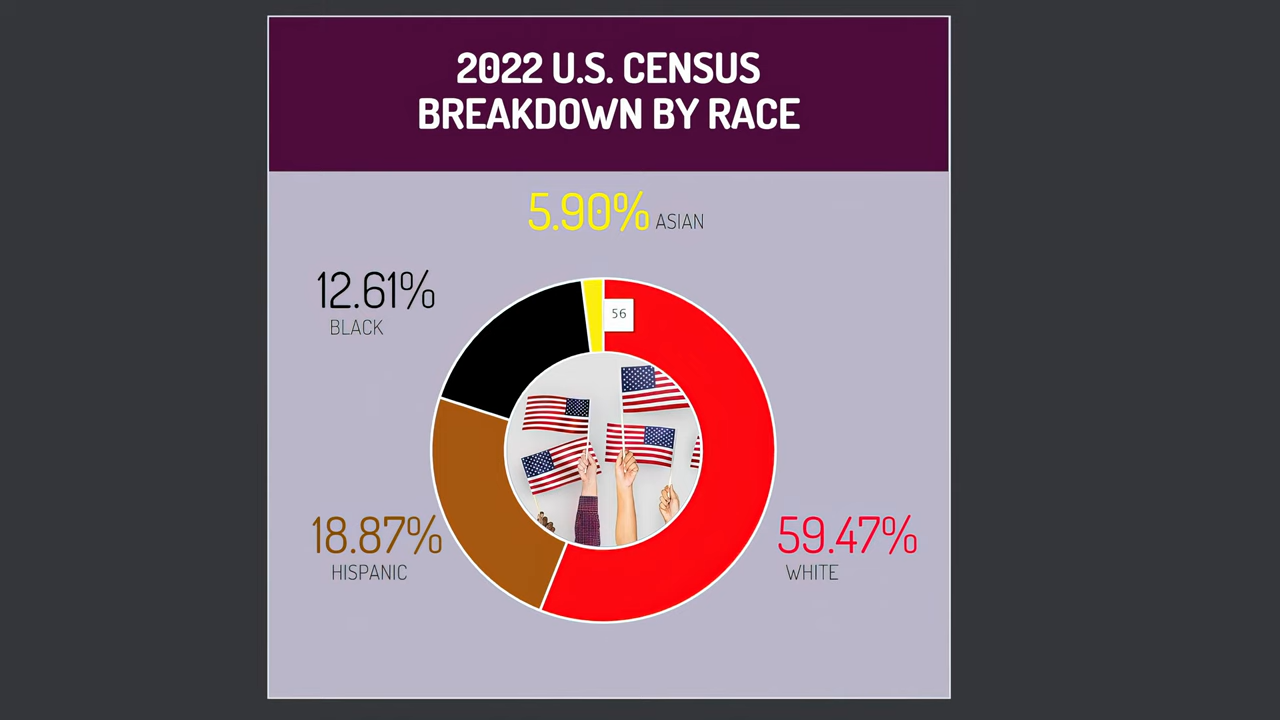 2022 U.S. CENSUS
BREAKDOWN BY RACE
5.90% ASIAN
12.61%
BLACK
56
18.87%
HISPANIC
59.47%
WHITE